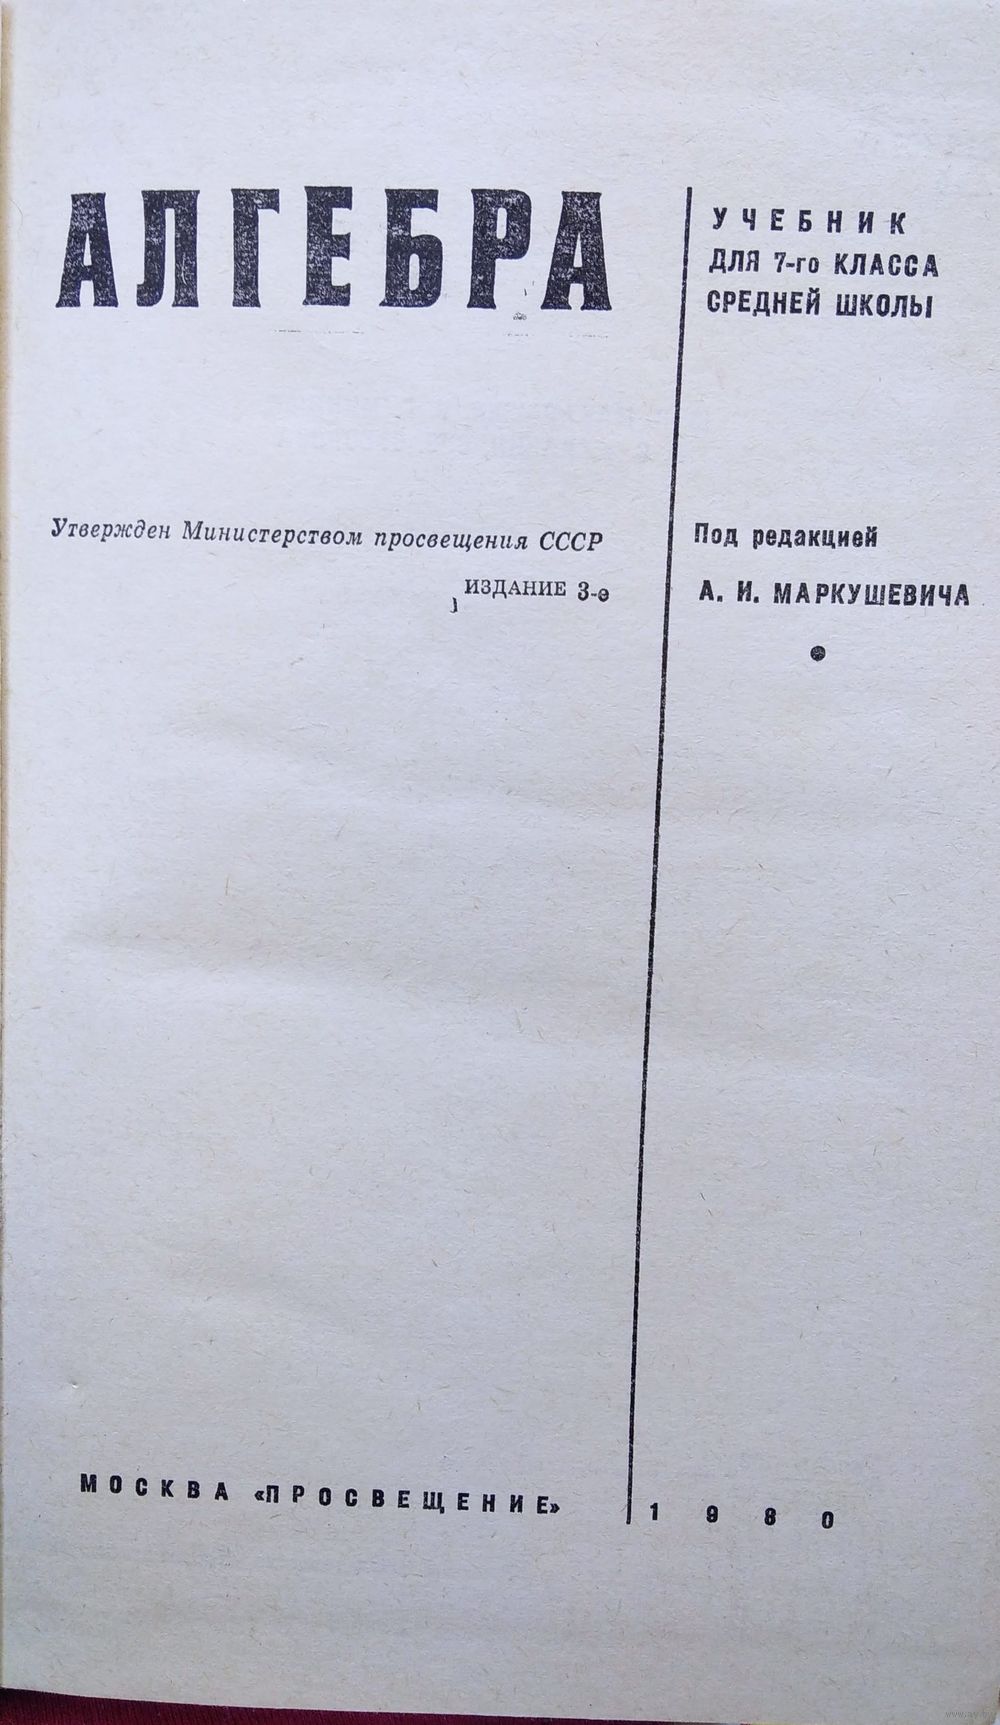 АЛГЕБРА
УЧЕБНИК
ДЛЯ 7-го КЛАССА
СРЕДНЕЙ ШКОЛЫ
Утвержден Министерством просвещения СССР
ИЗДАНИЕ 3-е
Под редакцией
А. И. МАРКУШЕВИЧА
МОСКВА «ПРОСВЕЩЕНИЕ»
1980